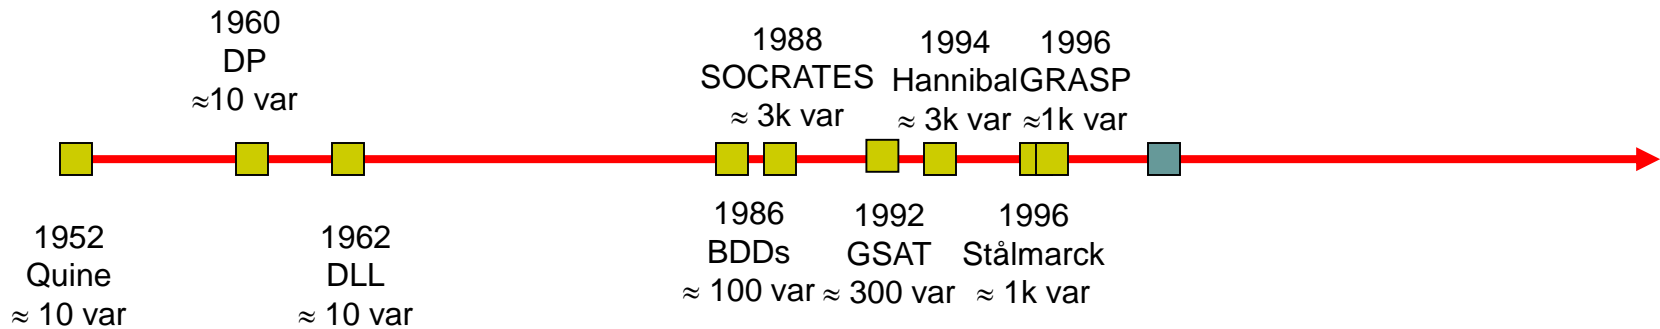 1960
DP
≈10 var
1988
SOCRATES
≈ 3k var
1994
Hannibal
≈ 3k var
1996
GRASP
≈1k var
1952
Quine
≈ 10 var
1962
DLL
≈ 10 var
1986
BDDs
≈ 100 var
1992
GSAT
≈ 300 var
1996
Stålmarck
≈ 1k var